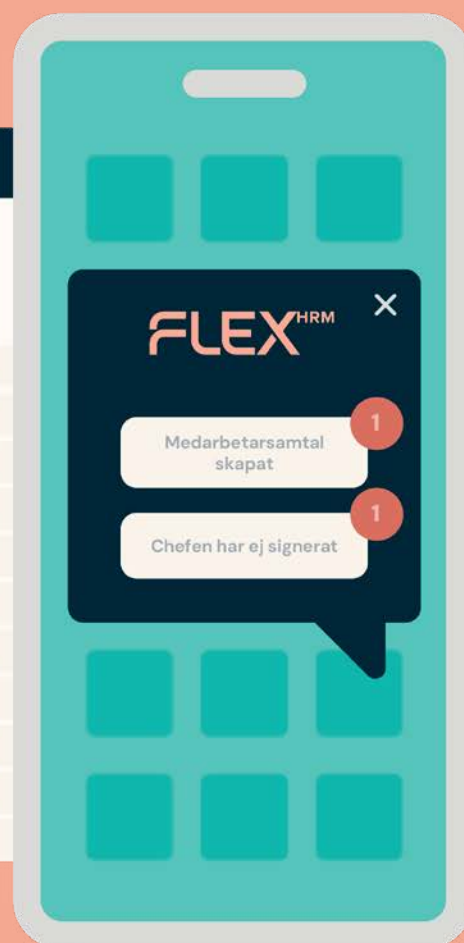 FLEX HRM
1
Medarbetarsamtal
skapat
1
Chefen har ej signerat